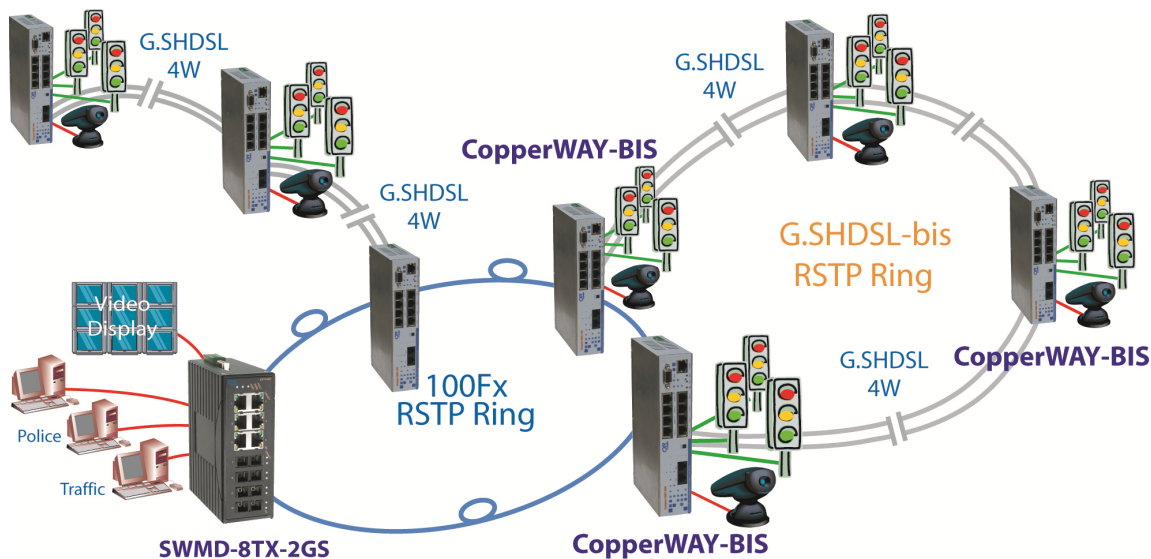 G.SHDSL
4W
G.SHDSL
4W
CopperWAY-BIS
G.SHDSL
4W
G.SHDSL-bis
RSTP Ring
Video
Display
100Fx
RSTP Ring
G.SHDSL
4W
CopperWAY-BIS
Police
Traffic
SWMD-8TX-2GS
CopperWAY-BIS